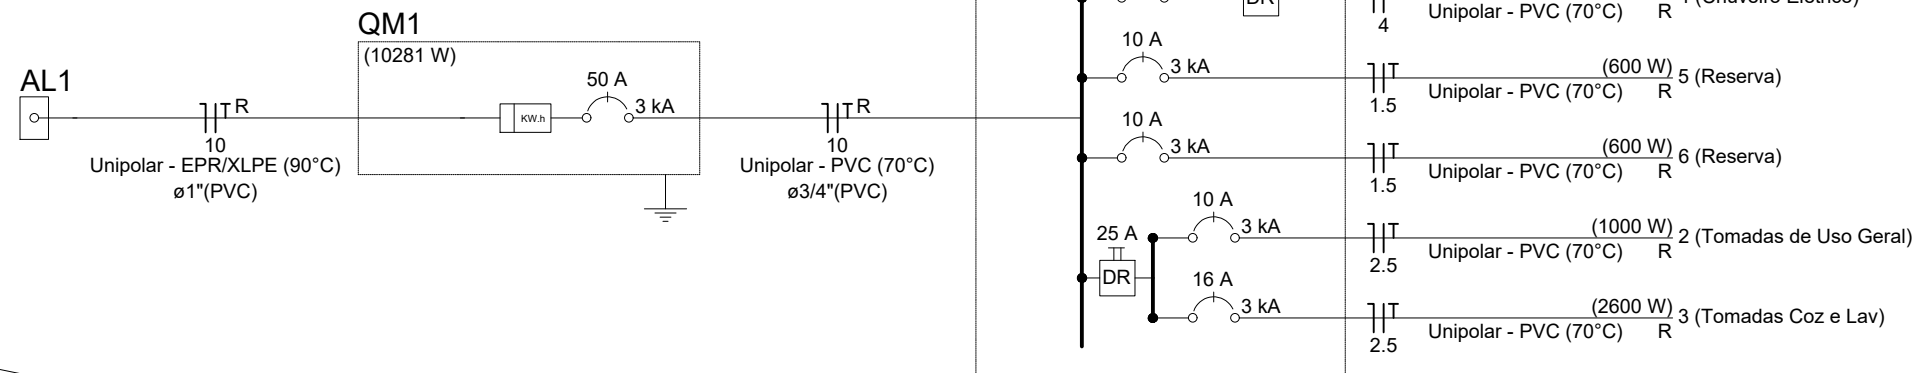 QM1
(10281 W)
AL1
R
10
Unipolar - EPR/XLPE (90°C)
ø1"(PVC)
KW.h
50 A
3 kA
R
10
Unipolar - PVC (70°C)
ø3/4"(PVC)
DR
4
Unipolar - PVC (70°C) R
10 A
3 kA
1.5
(600 W)
Unipolar - PVC (70°C) R
5 (Reserva)
10 A
3 kA
1.5
(600 W)
Unipolar - PVC (70°C) R
6 (Reserva)
25 A
DR
10 A
3 kA
2.5
(1000 W)
Unipolar - PVC (70°C) R
2 (Tomadas de Uso Geral)
16 A
3 kA
2.5
(2600 W)
Unipolar - PVC (70°C) R
3 (Tomadas Coz e Lav)